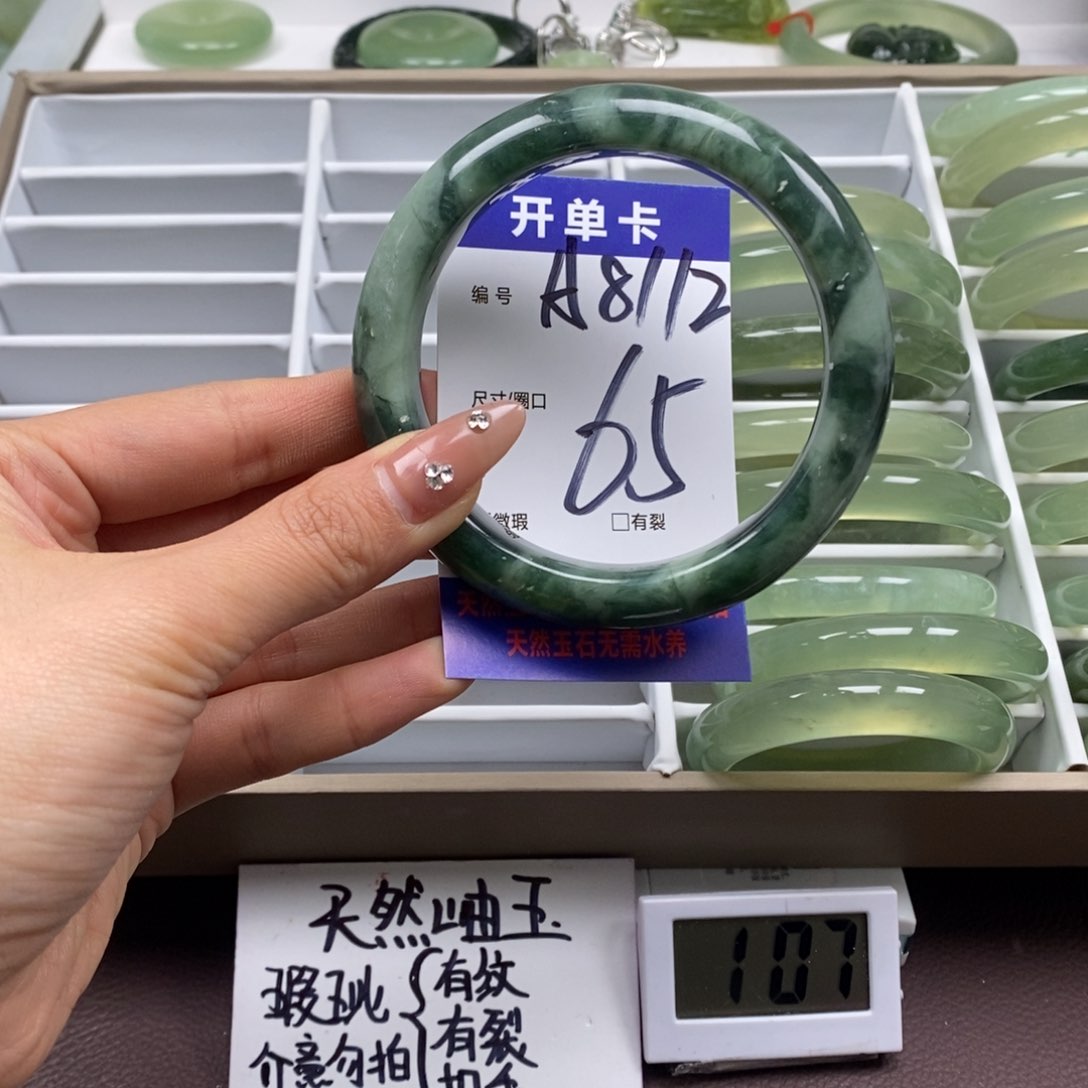 开单卡
编号 A8112
尺寸/圈口 65
微瑕 □有裂
天然玉石无需水养
天然岫玉
瑕玼 有纹
介意勿拍 有裂
107